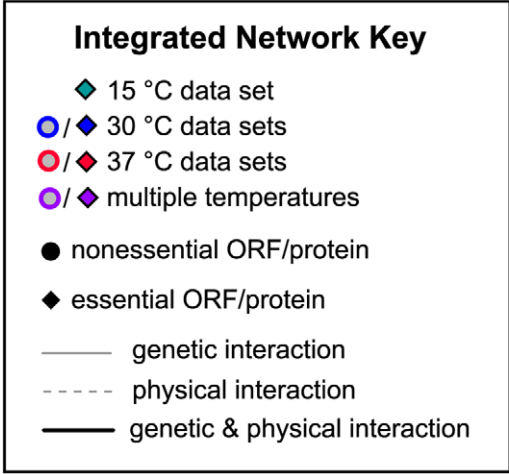 Integrated Network Key
15 °C data set
/ 30 °C data sets
/ 37 °C data sets
/ multiple temperatures
nonessential ORF/protein
essential ORF/protein
genetic interaction
physical interaction
genetic & physical interaction